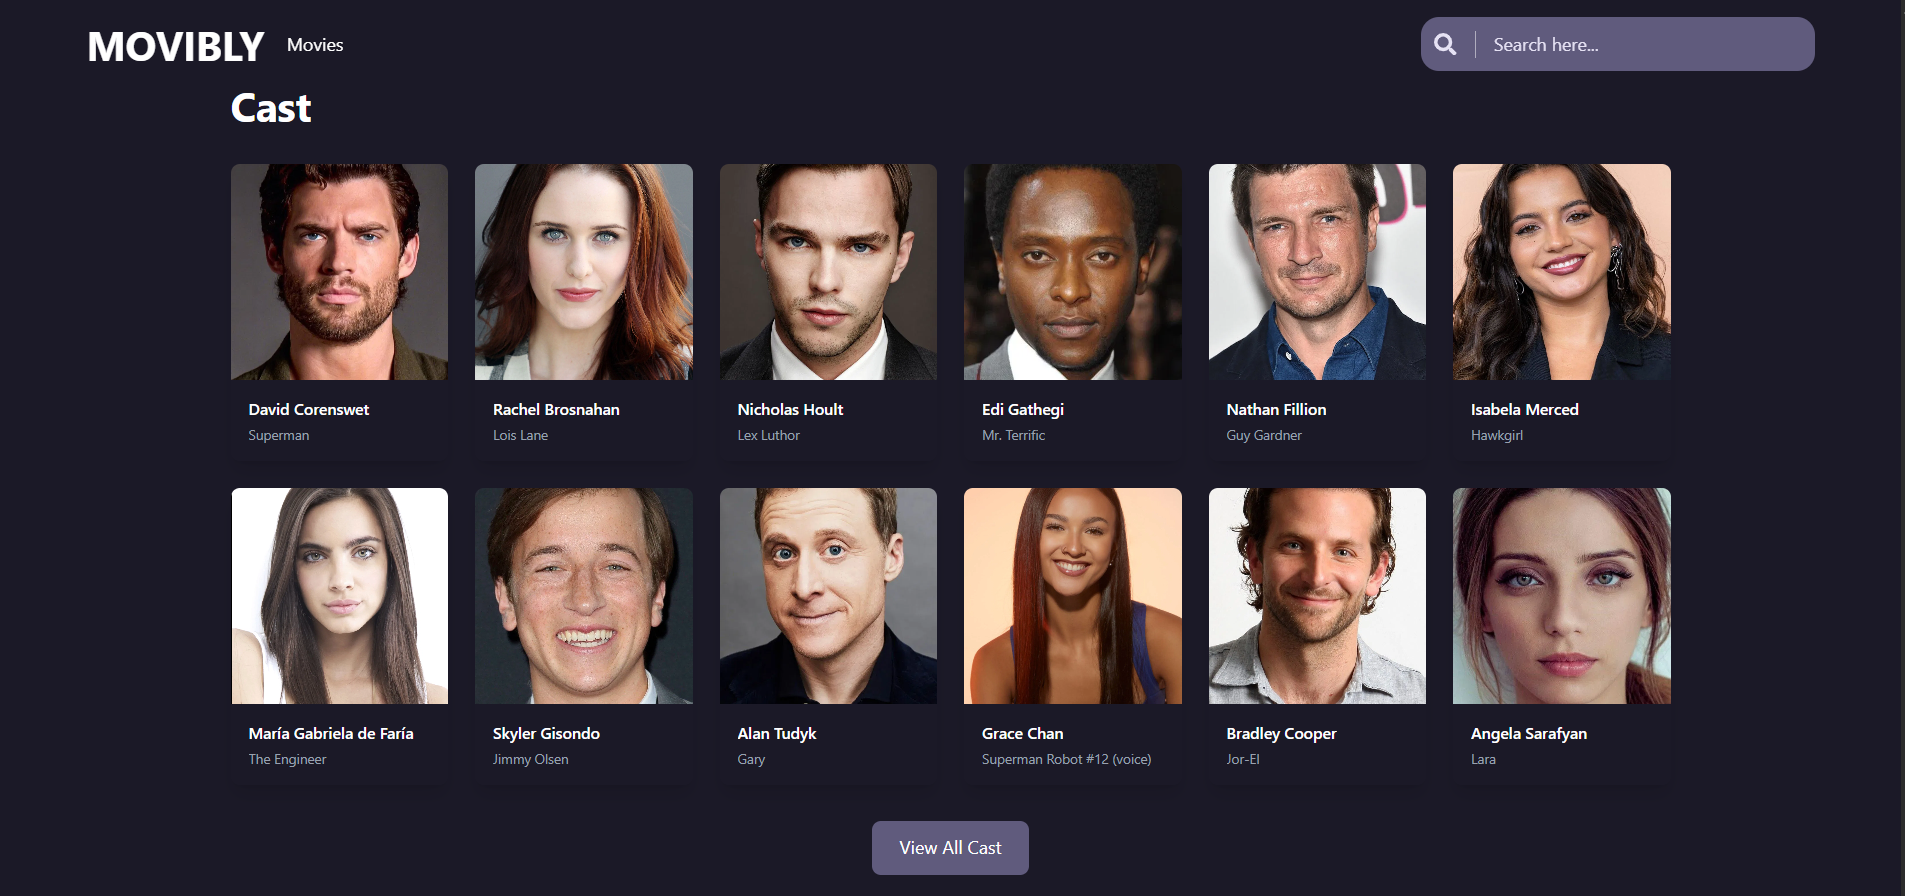 MOVIBLY Movies Search here...
Cast
David Corenswet
Superman
Rachel Brosnahan
Lois Lane
Nicholas Hoult
Lex Luthor
Edi Gathegi
Mr. Terrific
Nathan Fillion
Guy Gardner
Isabela Merced
Hawkgirl
María Gabriela de Faría
The Engineer
Skyler Gisondo
Jimmy Olsen
Alan Tudyk
Gary
Grace Chan
Superman Robot #12 (voice)
Bradley Cooper
Jor-El
Angela Sarafyan
Lara
View All Cast